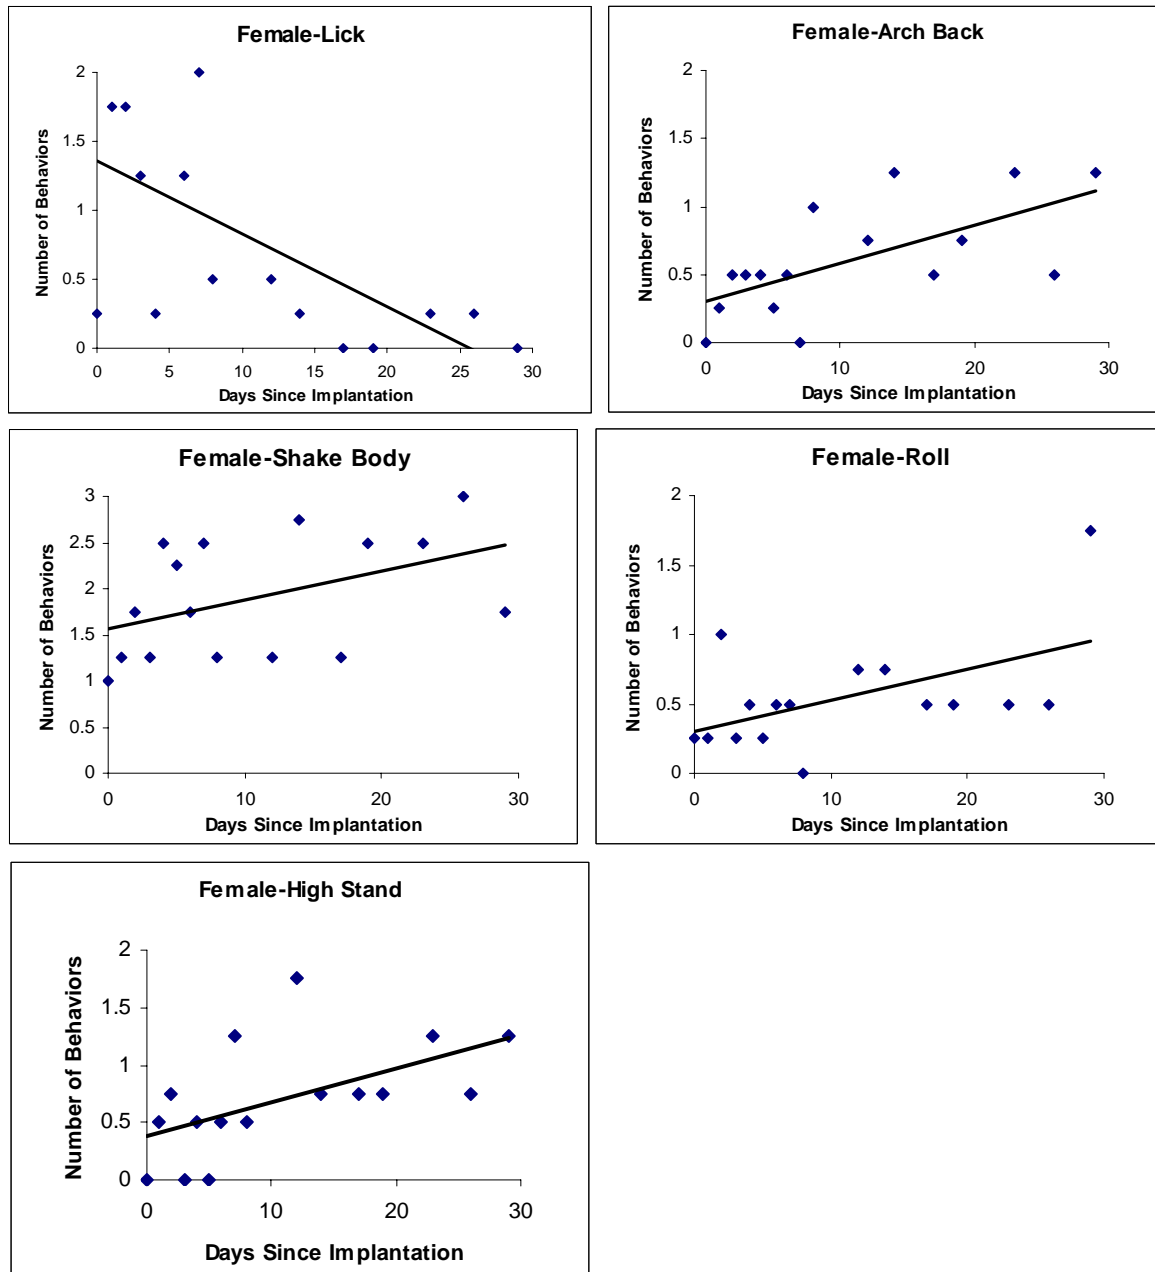 Female-Lick
2
1.5
1
0.5
0
0 5 10 15 20 25 30
Number of Behaviors
Days Since Implantation
Female-Arch Back
2
1.5
1
0.5
0
0 10 20 30
Number of Behaviors
Days Since Implantation
Female-Shake Body
3
2.5
2
1.5
1
0.5
0
0 10 20 30
Number of Behaviors
Days Since Implantation
Female-Roll
2
1.5
1
0.5
0
0 10 20 30
Number of Behaviors
Days Since Implantation
Female-High Stand
2
1.5
1
0.5
0
0 10 20 30
Number of Behaviors
Days Since Implantation